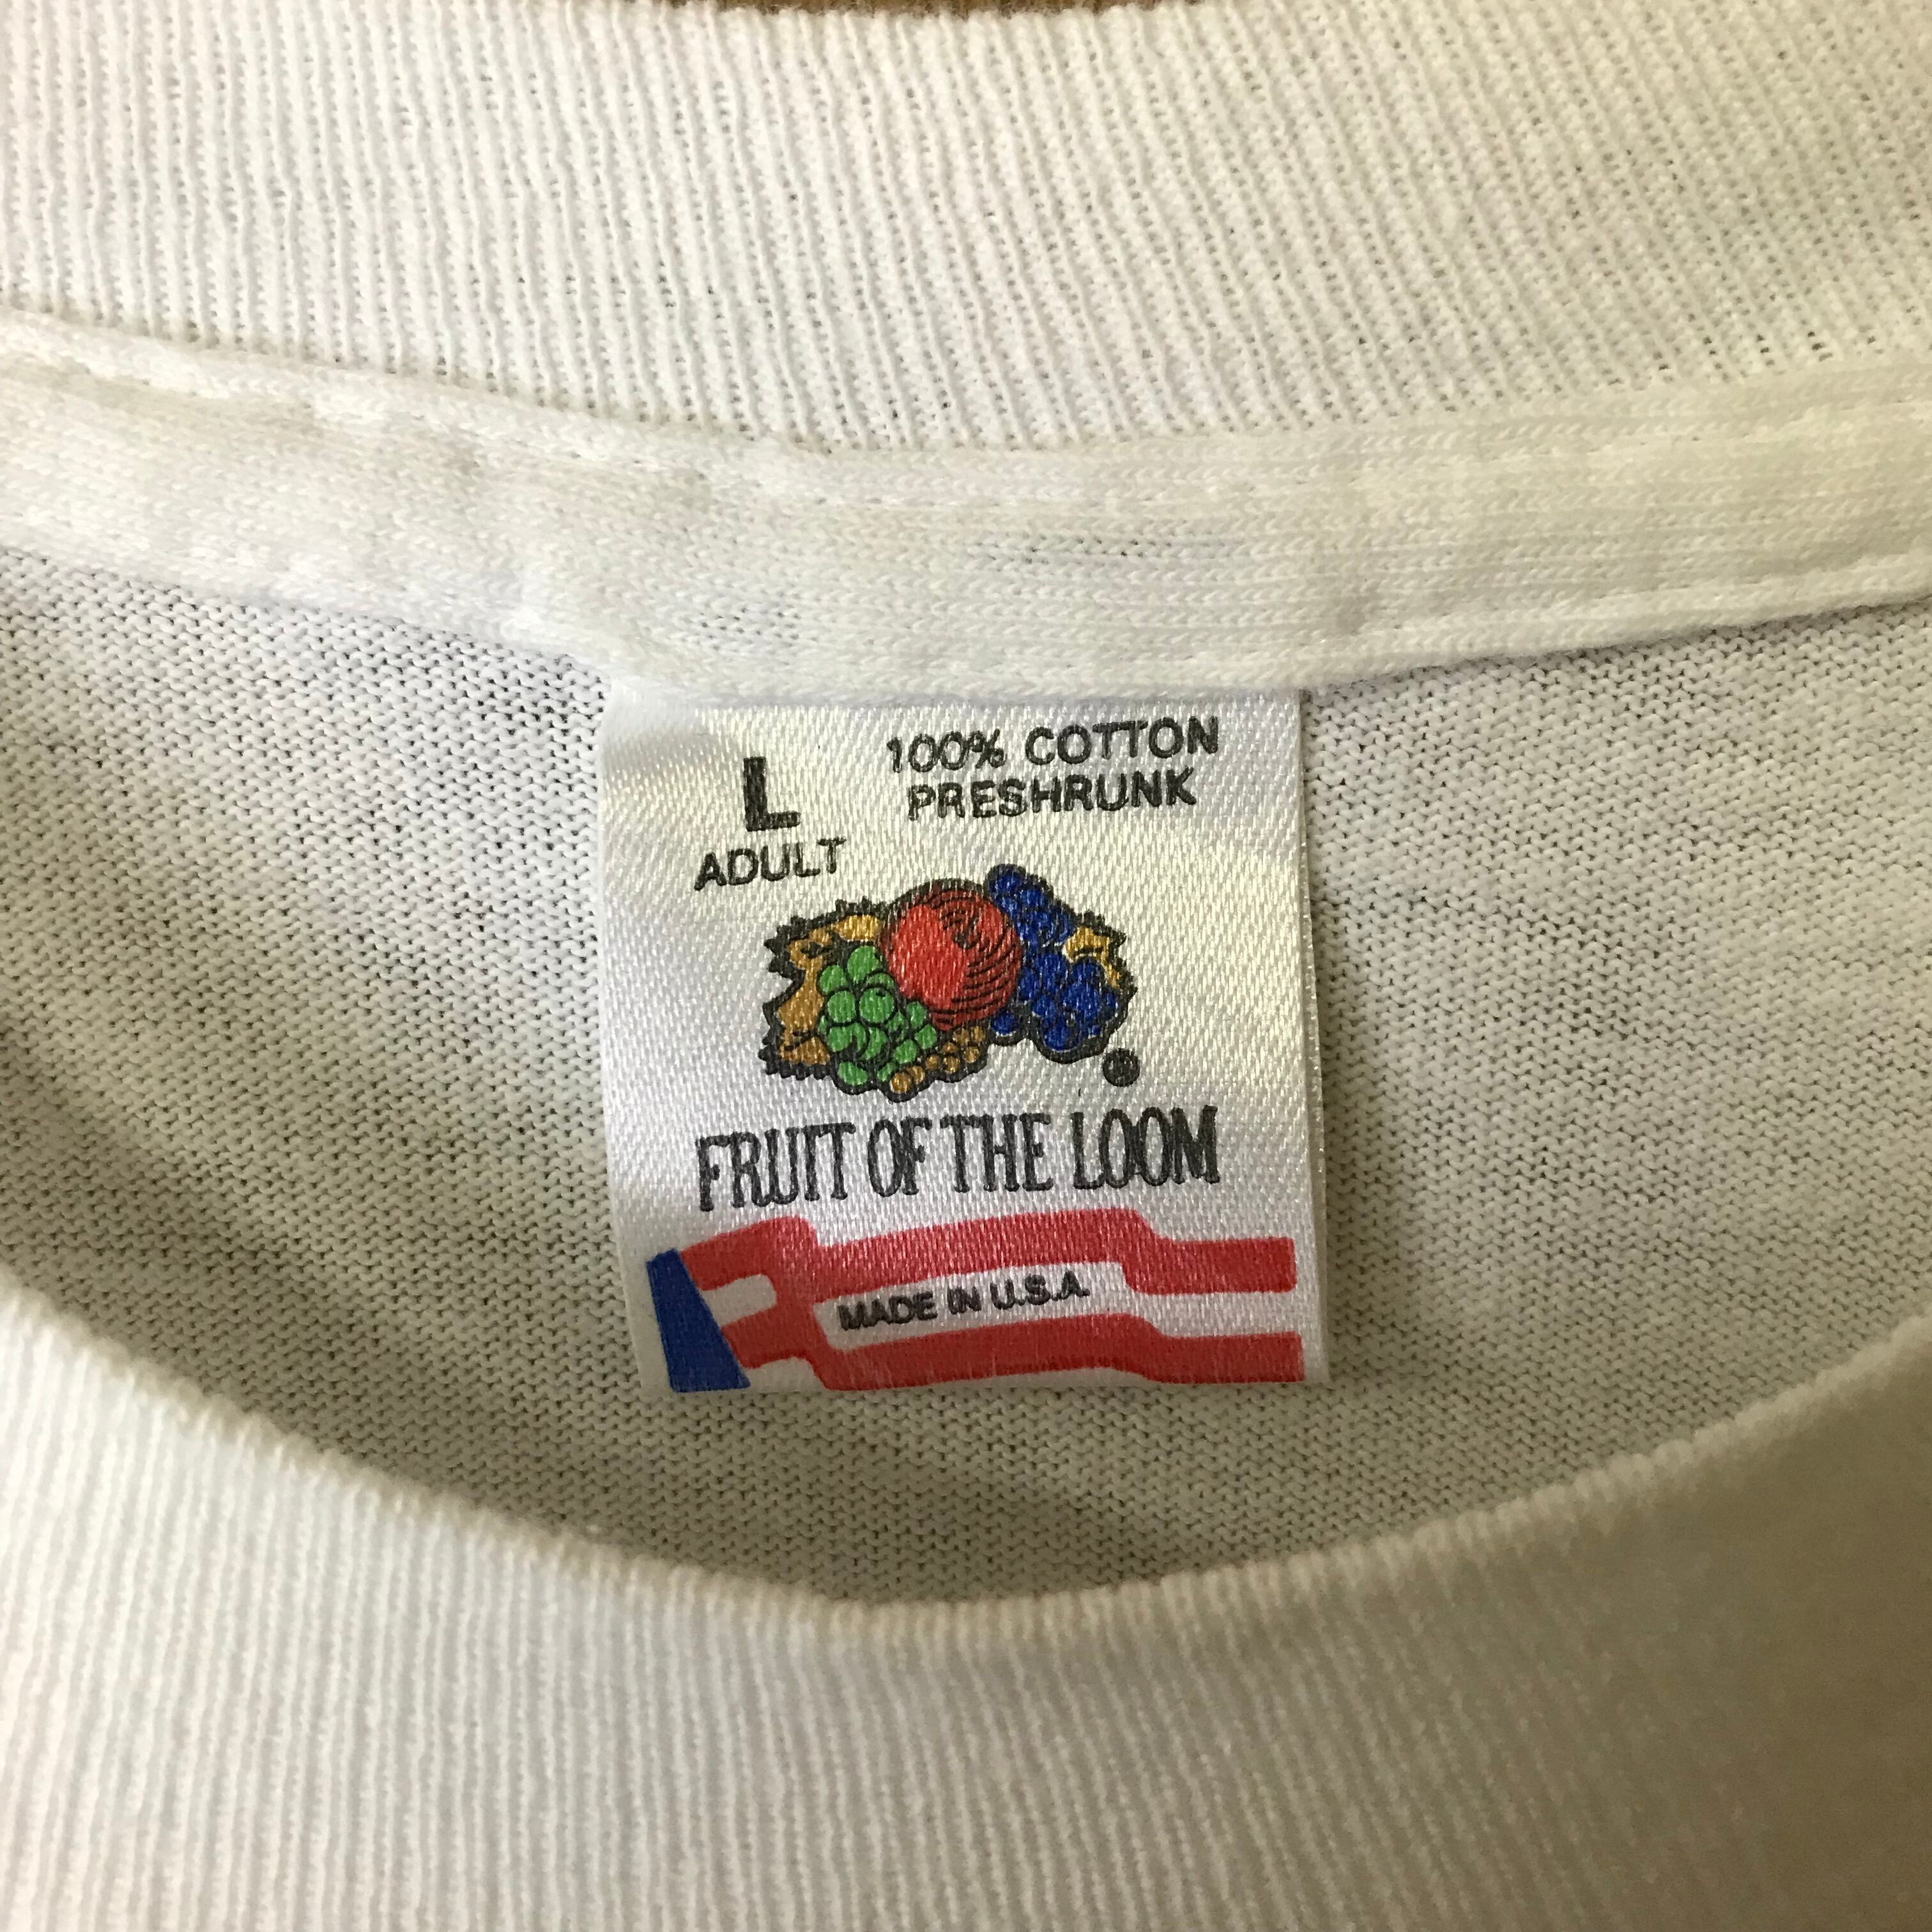 L
ADULT
100% COTTON
PRESHRUNK
FRUIT OF THE LOOM
MADE IN U.S.A.